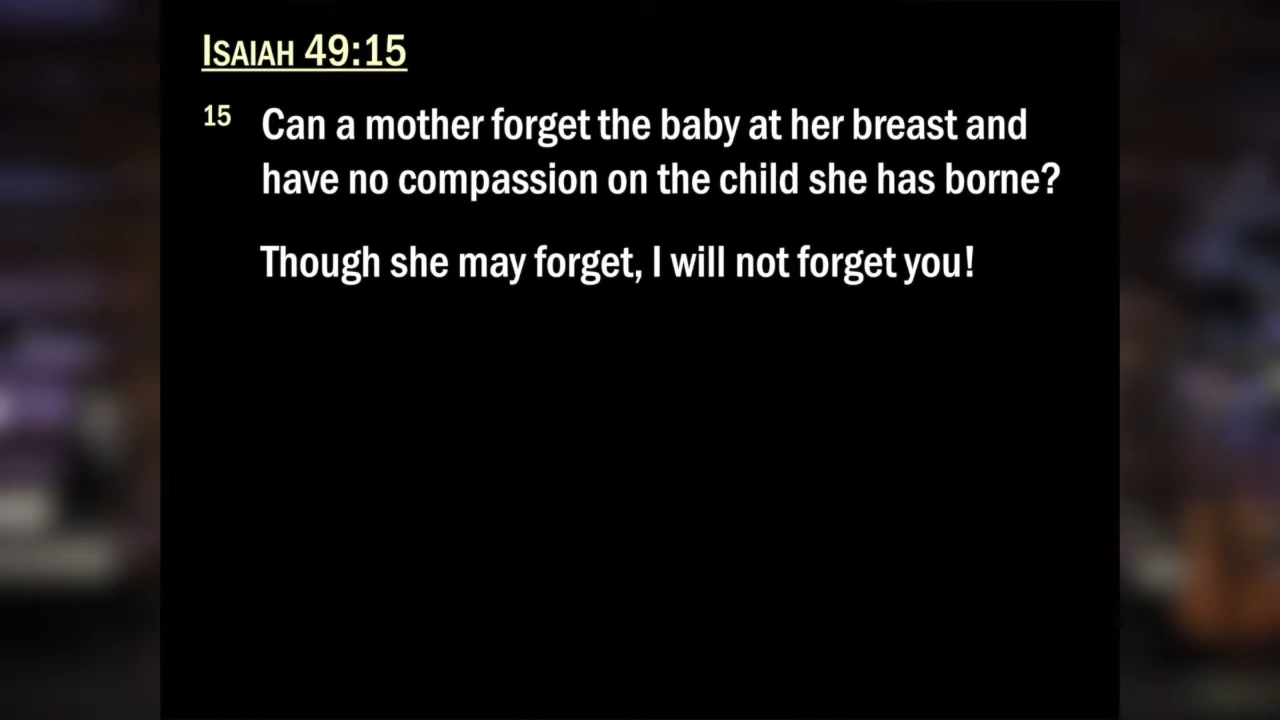 ISAIAH 49:15
15 Can a mother forget the baby at her breast and
have no compassion on the child she has borne?
Though she may forget, I will not forget you!